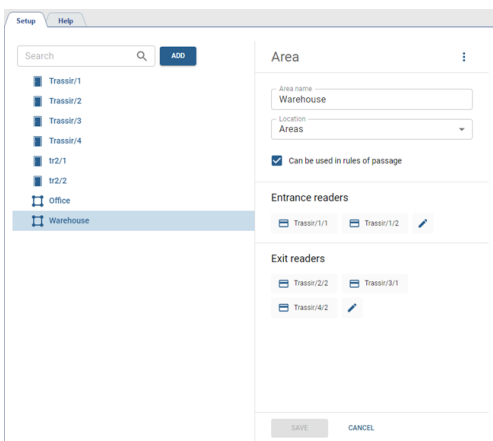 Setup Help
Search ADD
Trassir/1
Trassir/2
Trassir/3
Trassir/4
tr2/1
tr2/2
Office
Warehouse
Area
Area name
Warehouse
Location
Areas
Can be used in rules of passage
Entrance readers
Trassir/1/1 Trassir/1/2
Exit readers
Trassir/2/2 Trassir/3/1
Trassir/4/2
SAVE CANCEL